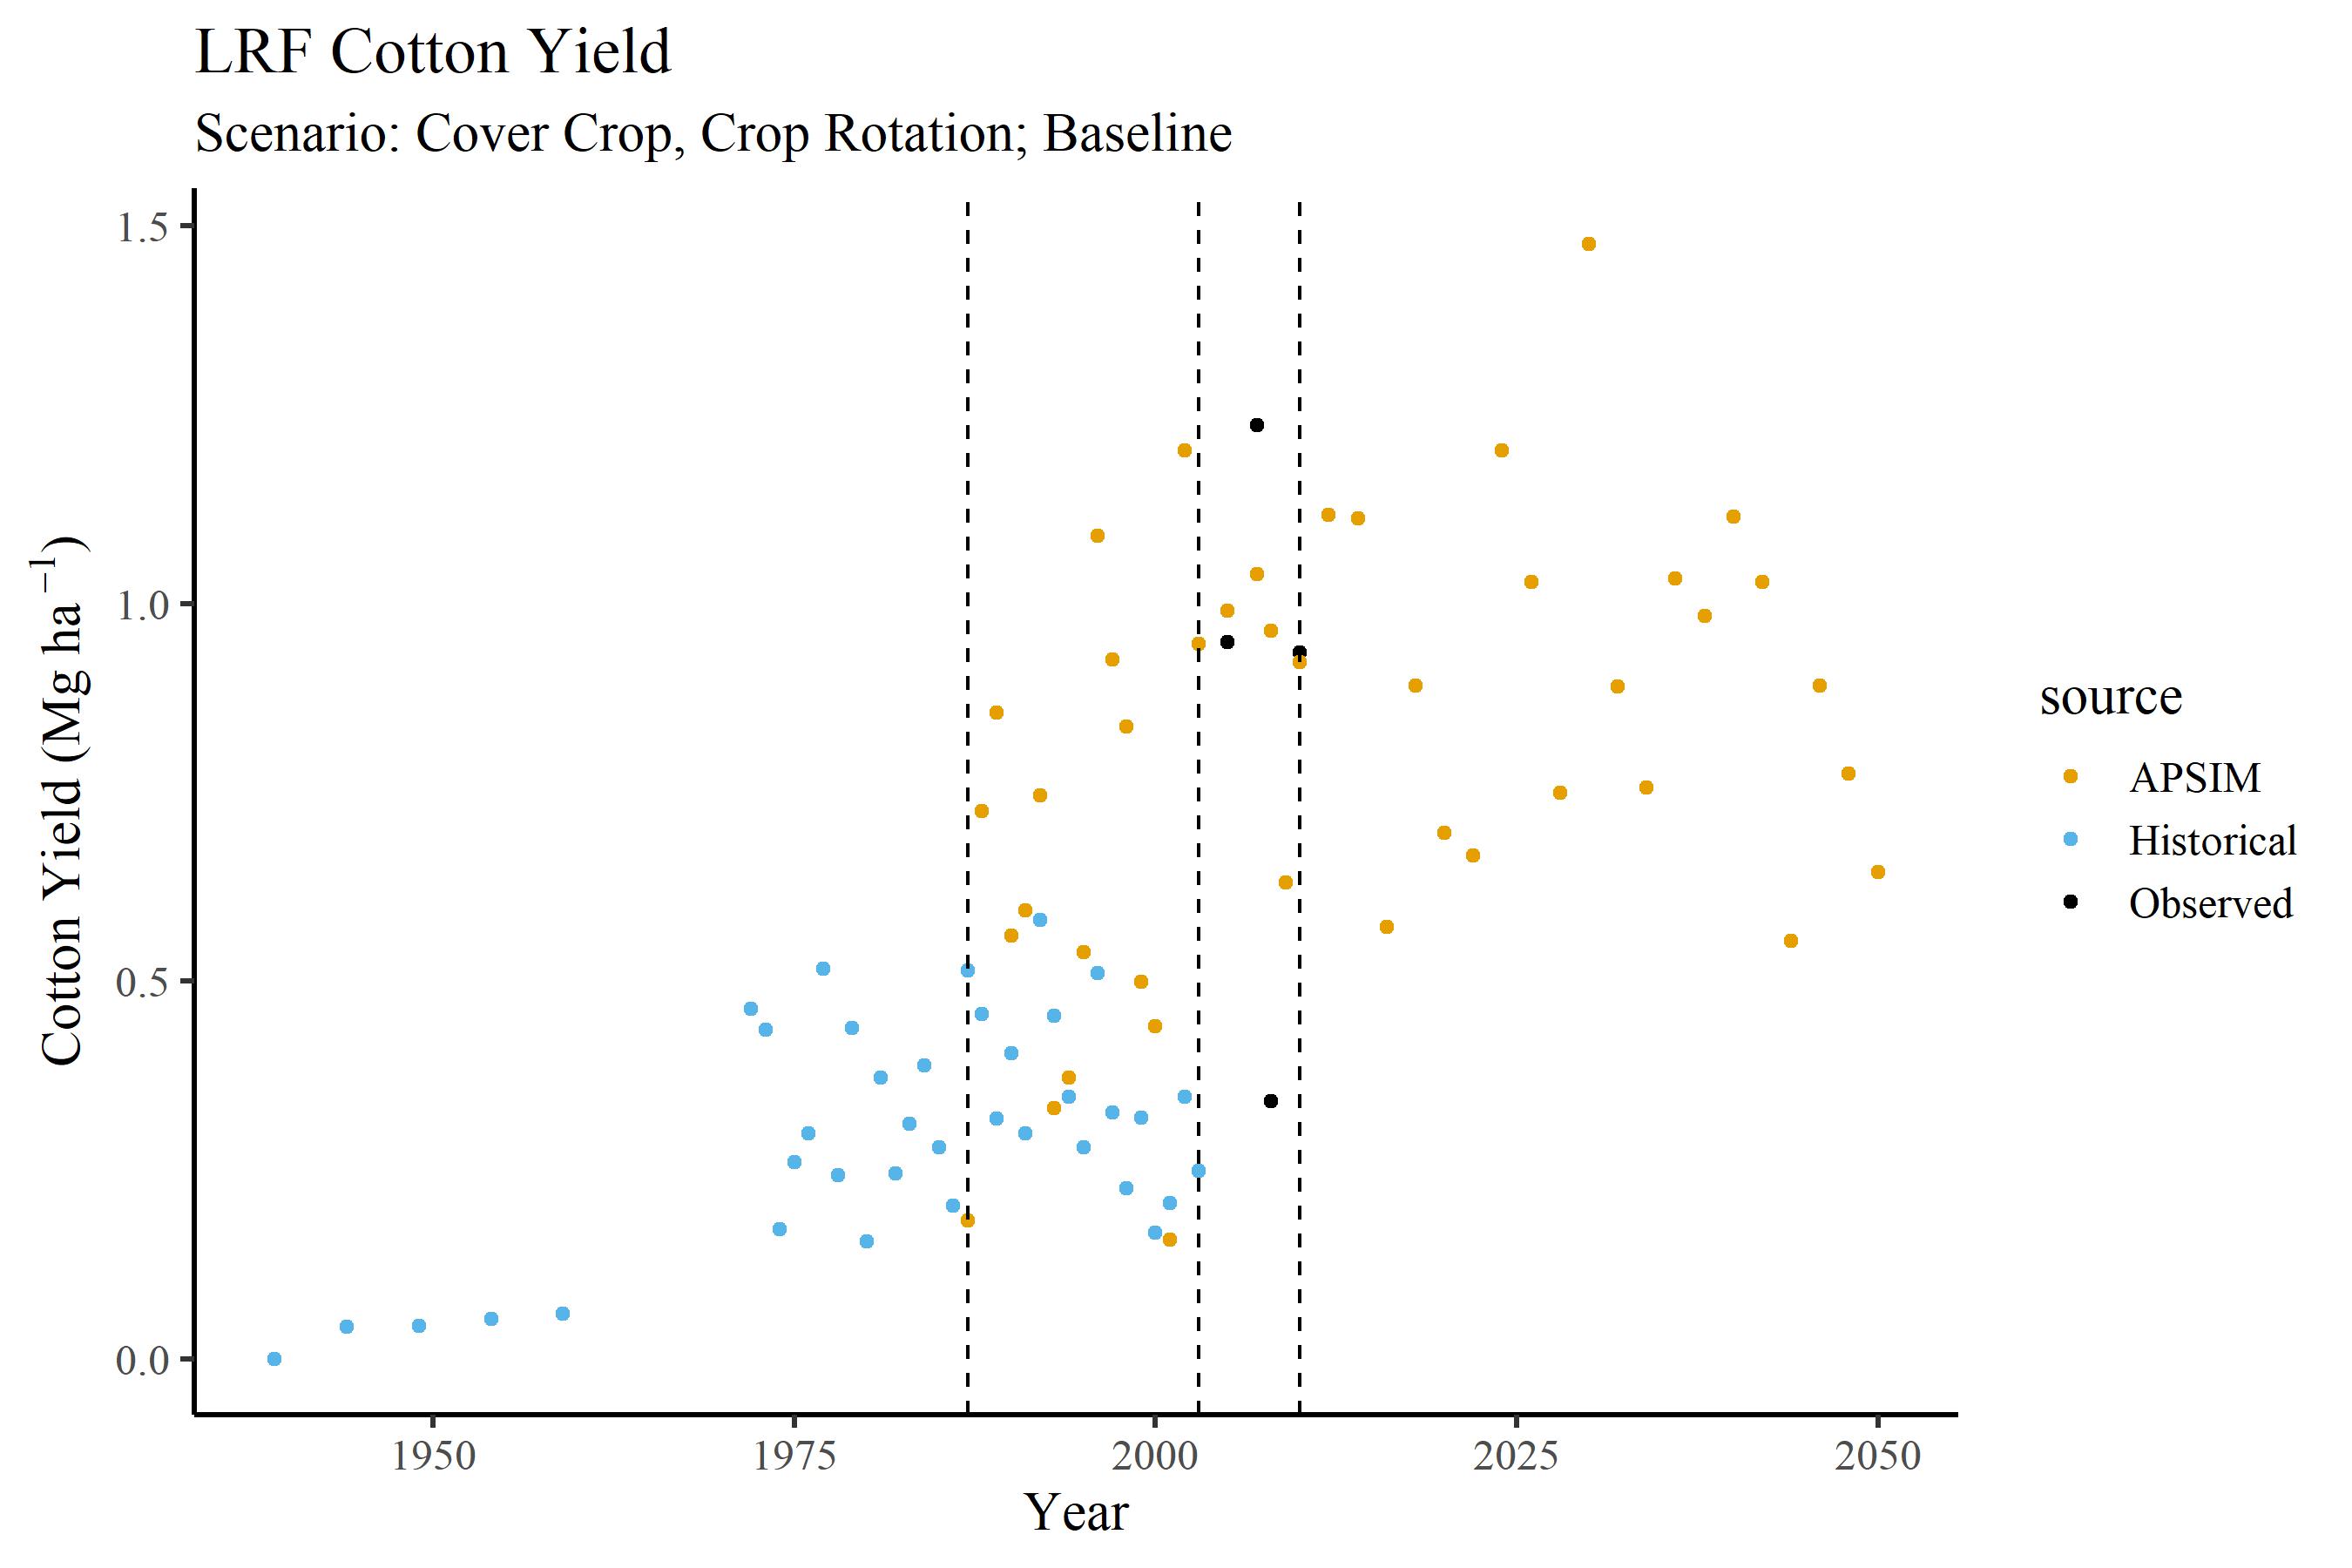 LRF Cotton Yield
Scenario: Cover Crop, Crop Rotation; Baseline
Cotton Yield (Mg ha⁻¹)
1.5
1.0
0.5
0.0
1950
1975
2000
2025
2050
Year
source
APSIM
Historical
Observed